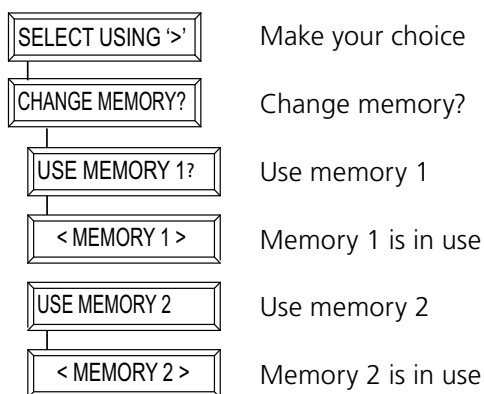 SELECT USING ‘>’ Make your choice
CHANGE MEMORY? Change memory?
USE MEMORY 1? Use memory 1
< MEMORY 1 > Memory 1 is in use
USE MEMORY 2 Use memory 2
< MEMORY 2 > Memory 2 is in use